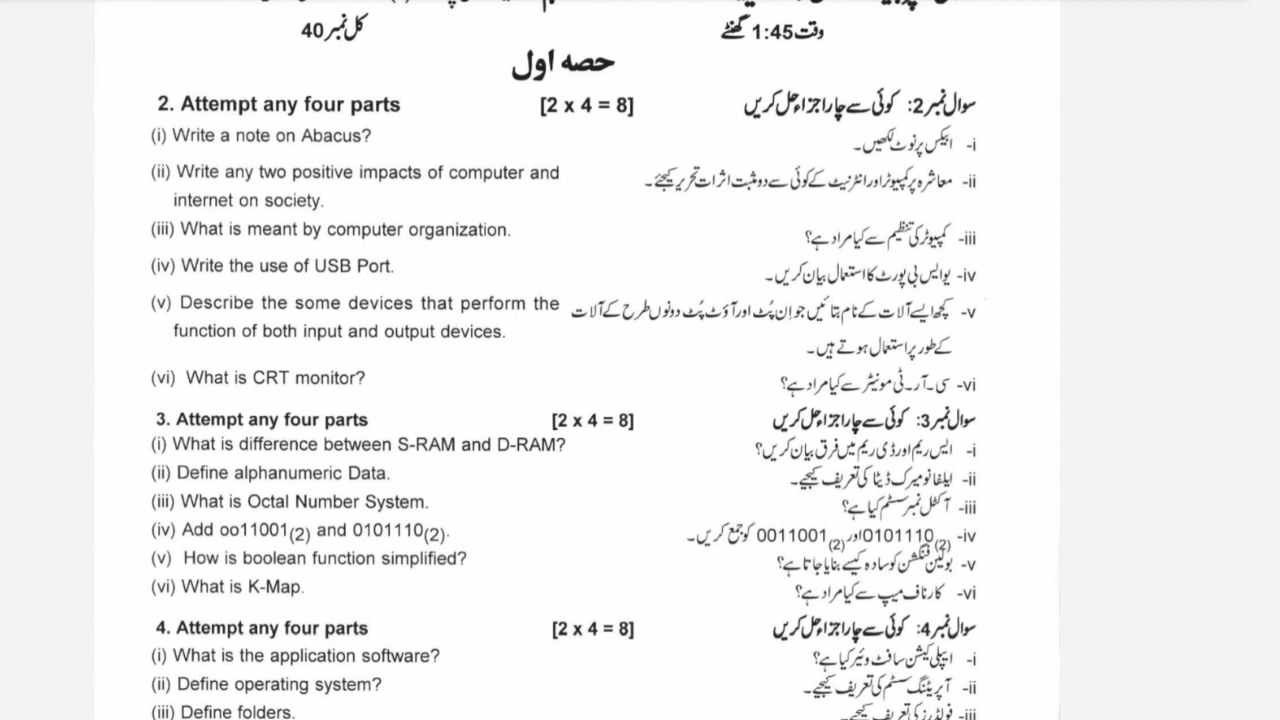 کل نمبر 40
وقت 1:45 گھنٹے
حصہ اول
2. Attempt any four parts [2 x 4 = 8] سوال نمبر 2: کوئی سے چار اجزاء حل کریں
(i) Write a note on Abacus? i- ابیکس پر نوٹ لکھیں۔
(ii) Write any two positive impacts of computer and ii- معاشرہ پر کمپیوٹر اور انٹرنیٹ کے کوئی سے دو مثبت اثرات تحریر کیجئے۔
internet on society.
(iii) What is meant by computer organization. iii- کمپیوٹر کی تنظیم سے کیا مراد ہے؟
(iv) Write the use of USB Port. iv- یو ایس بی پورٹ کا استعمال بیان کریں۔
(v) Describe the some devices that perform the v- کچھ ایسے آلات کے نام بتائیں جو اِن پُٹ اور آؤٹ پُٹ دونوں طرح کے آلات
function of both input and output devices. کے طور پر استعمال ہوتے ہیں۔
(vi) What is CRT monitor? vi- سی۔آر۔ٹی مونیٹر سے کیا مراد ہے؟
3. Attempt any four parts [2 x 4 = 8] سوال نمبر 3: کوئی سے چار اجزاء حل کریں
(i) What is difference between S-RAM and D-RAM? i- ایس ریم اور ڈی ریم میں فرق بیان کریں؟
(ii) Define alphanumeric Data. ii- ایلفا نومیرک ڈیٹا کی تعریف کیجیے۔
(iii) What is Octal Number System. iii- آکٹل نمبر سسٹم کیا ہے؟
(iv) Add oo11001(2) and 0101110(2). iv- 0101110(2) اور 0011001(2) کو جمع کریں۔
(v) How is boolean function simplified? v- بولین فنکشن کو سادہ کیسے بنایا جاتا ہے؟
(vi) What is K-Map. vi- کارناف میپ سے کیا مراد ہے؟
4. Attempt any four parts [2 x 4 = 8] سوال نمبر 4: کوئی سے چار اجزاء حل کریں
(i) What is the application software? i- ایپلی کیشن سافٹ وئیر کیا ہے؟
(ii) Define operating system? ii- آپریٹنگ سسٹم کی تعریف کیجیے۔
(iii) Define folders. iii- فولڈرز کی تعریف کیجیے۔